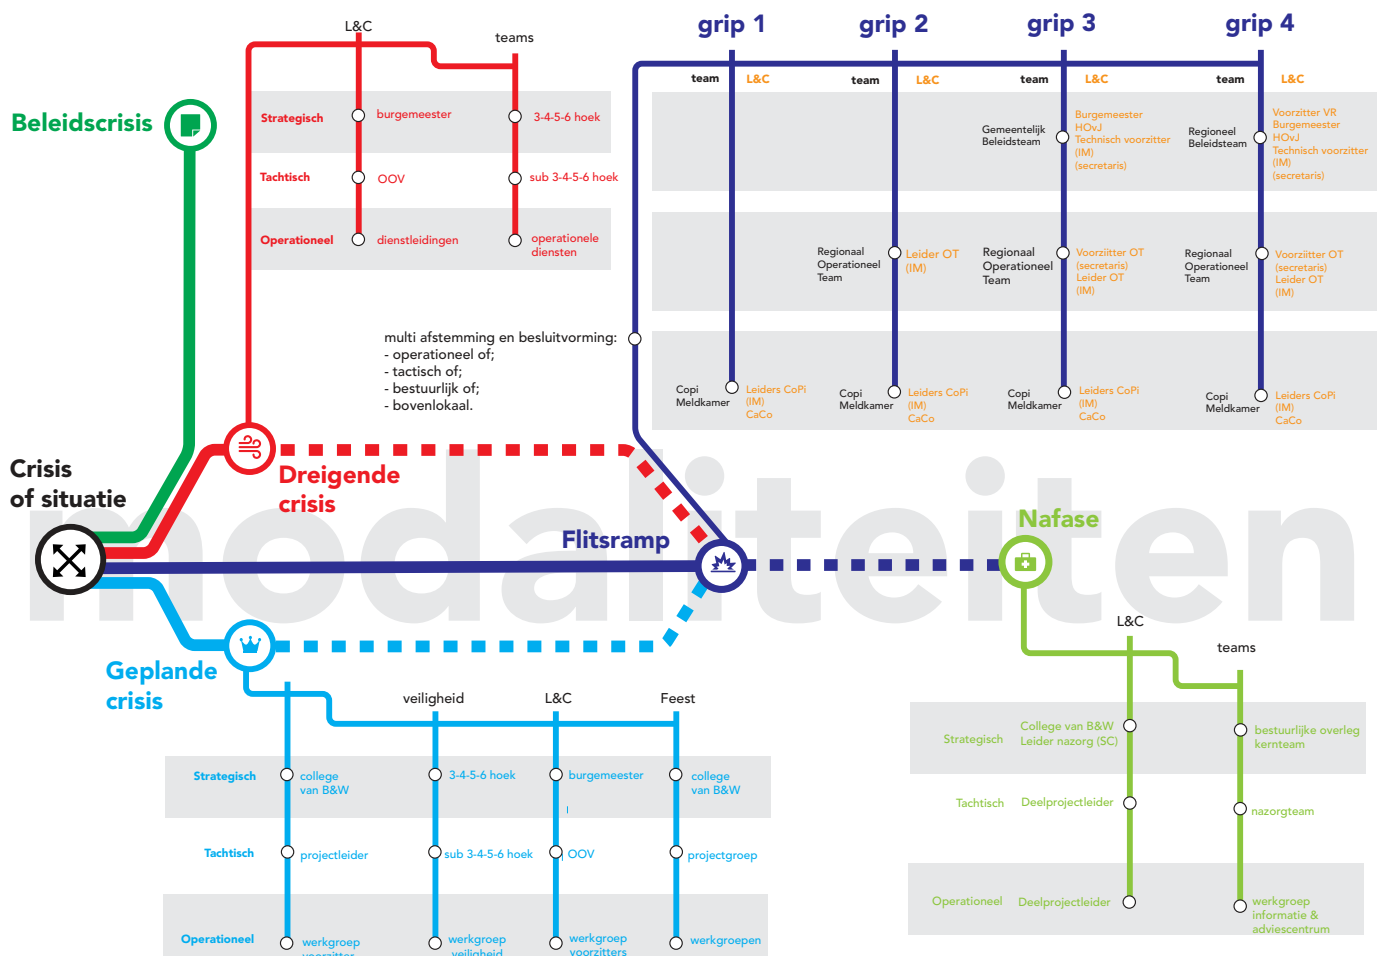 modaliteiten
Crisis
of situatie
Beleidscrisis
Dreigende
crisis
Geplande
crisis
Flitsramp
Nafase
L&C
teams
Strategisch
burgemeester
3-4-5-6 hoek
Tachtisch
OOV
sub 3-4-5-6 hoek
Operationeel
dienstleidingen
operationele
diensten
multi afstemming en besluitvorming:
- operationeel of;
- tactisch of;
- bestuurlijk of;
- bovenlokaal.
grip 1
grip 2
grip 3
grip 4
team
L&C
team
L&C
team
L&C
team
L&C
Gemeentelijk
Beleidsteam
Burgemeester
HOvJ
Technisch voorzitter
(IM)
(secretaris)
Regioneel
Beleidsteam
Voorzitter VR
Burgemeester
HOvJ
Technisch voorzitter
(IM)
(secretaris)
Regionaal
Operationeel
Team
Leider OT
(IM)
Regionaal
Operationeel
Team
Voorziitter OT
(secretaris)
Leider OT
(IM)
Regionaal
Operationeel
Team
Voorziitter OT
(secretaris)
Leider OT
(IM)
Copi
Meldkamer
Leiders CoPi
(IM)
CaCo
Copi
Meldkamer
Leiders CoPi
(IM)
CaCo
Copi
Meldkamer
Leiders CoPi
(IM)
CaCo
Copi
Meldkamer
Leiders CoPi
(IM)
CaCo
veiligheid
L&C
Feest
Strategisch
college
van B&W
3-4-5-6 hoek
burgemeester
college
van B&W
Tachtisch
projectleider
sub 3-4-5-6 hoek
OOV
projectgroep
Operationeel
werkgroep
voorzitter
werkgroep
veiligheid
werkgroep
voorzitters
werkgroepen
L&C
teams
Strategisch
College van B&W
Leider nazorg (SC)
bestuurlijke overleg
kernteam
Tachtisch
Deelprojectleider
nazorgteam
Operationeel
Deelprojectleider
werkgroep
informatie &
adviescentrum